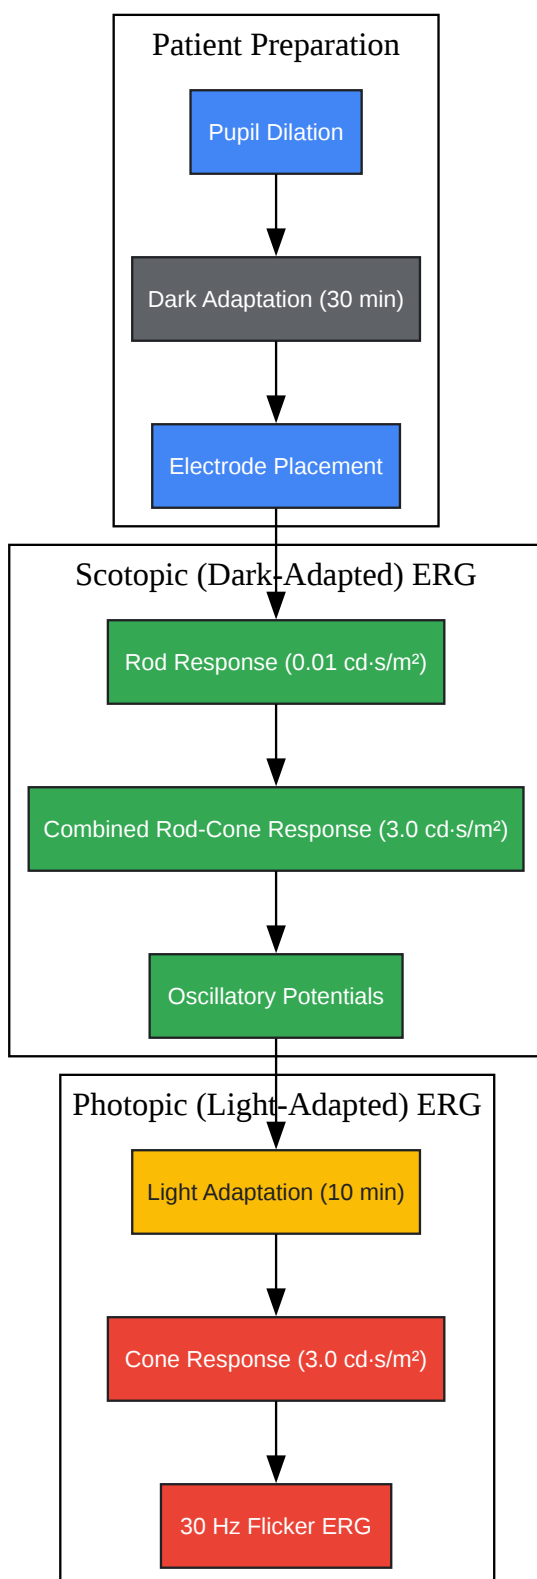 Patient Preparation
Pupil Dilation
Dark Adaptation (30 min)
Electrode Placement
Scotopic (Dark-Adapted) ERG
Rod Response (0.01 cd·s/m²)
Combined Rod-Cone Response (3.0 cd·s/m²)
Oscillatory Potentials
Photopic (Light-Adapted) ERG
Light Adaptation (10 min)
Cone Response (3.0 cd·s/m²)
30 Hz Flicker ERG